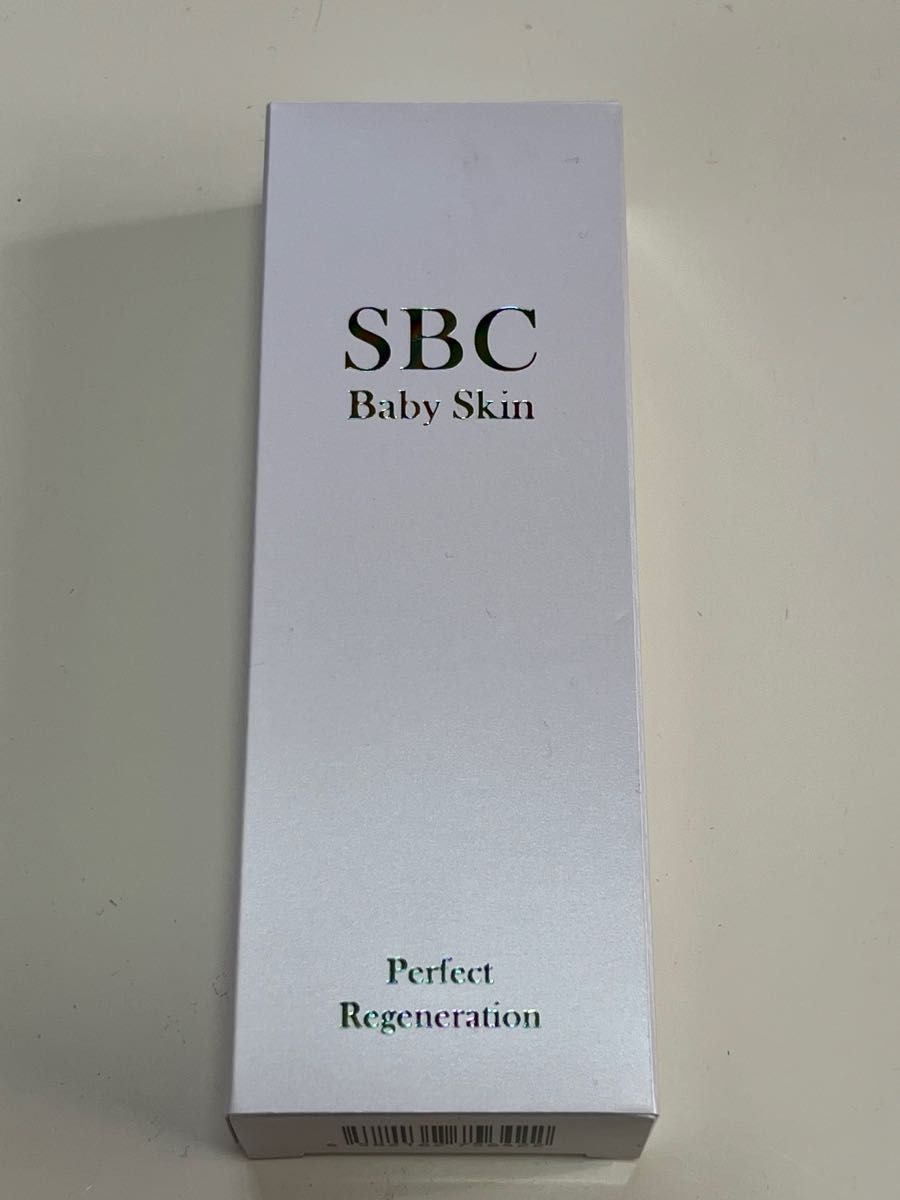 SBC
Baby Skin
Perfect
Regeneration